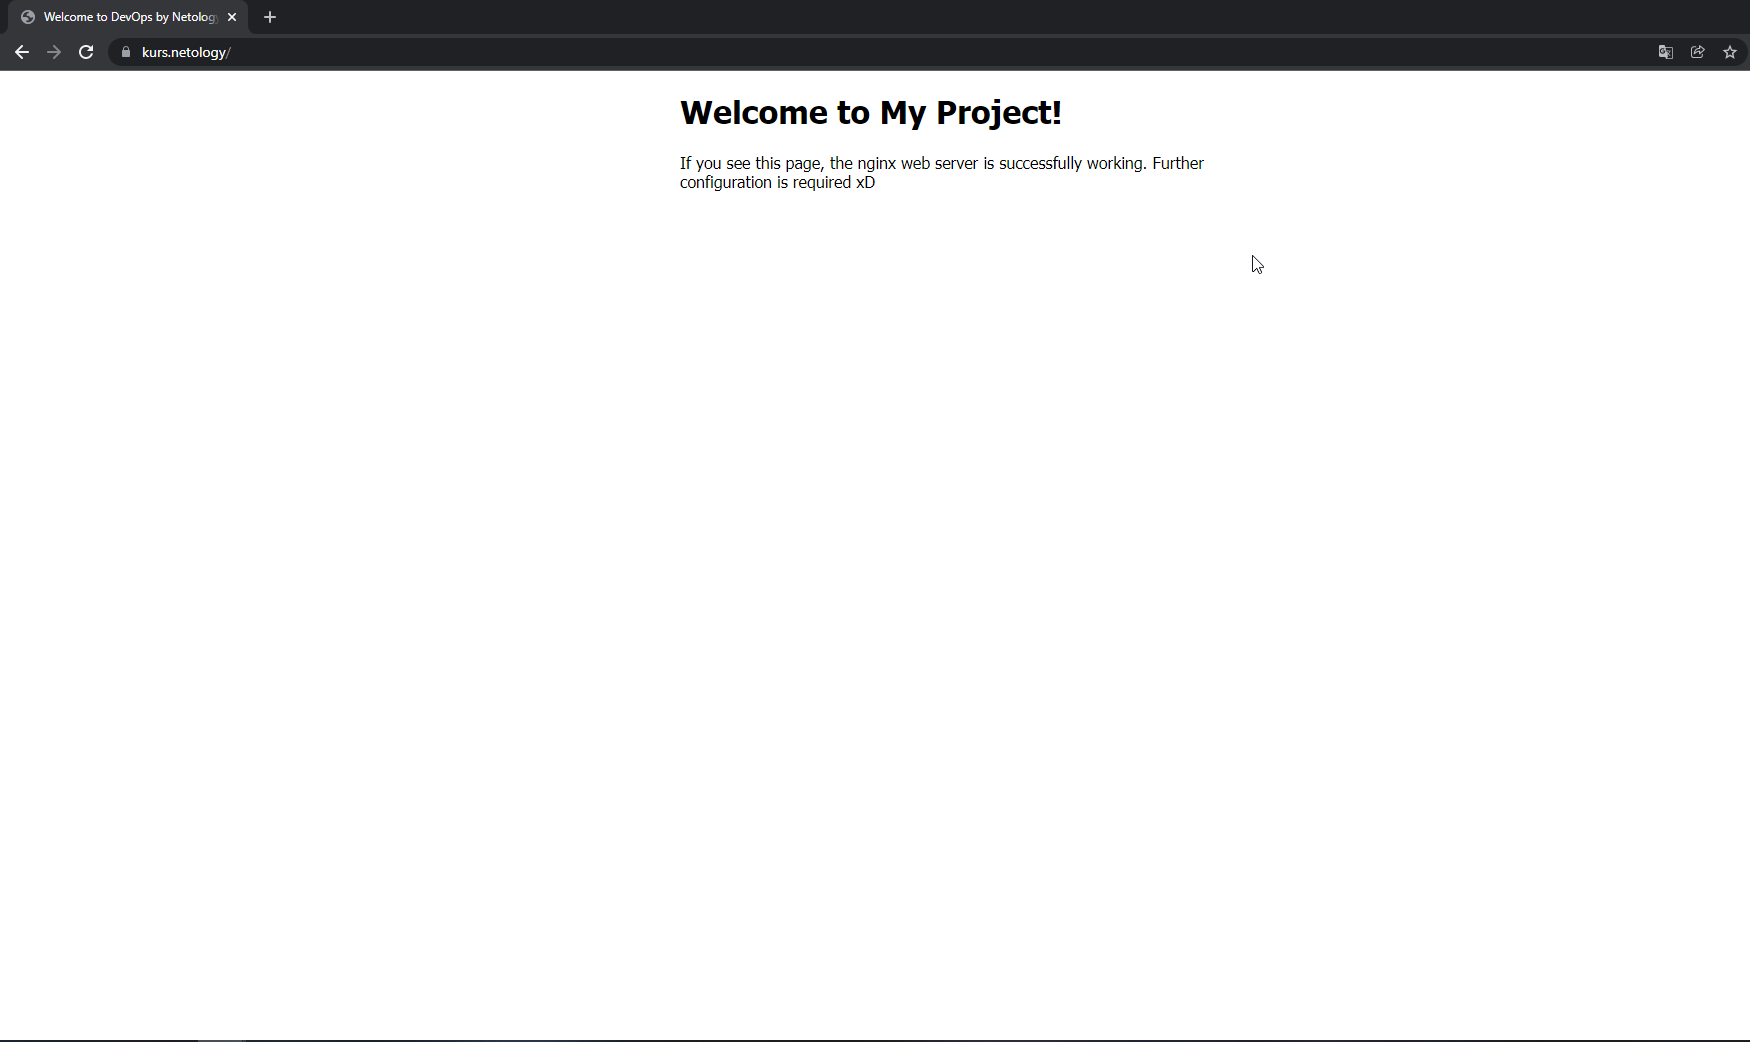 Welcome to DevOps by Netology
kurs.netology/
Welcome to My Project!
If you see this page, the nginx web server is successfully working. Further
configuration is required xD